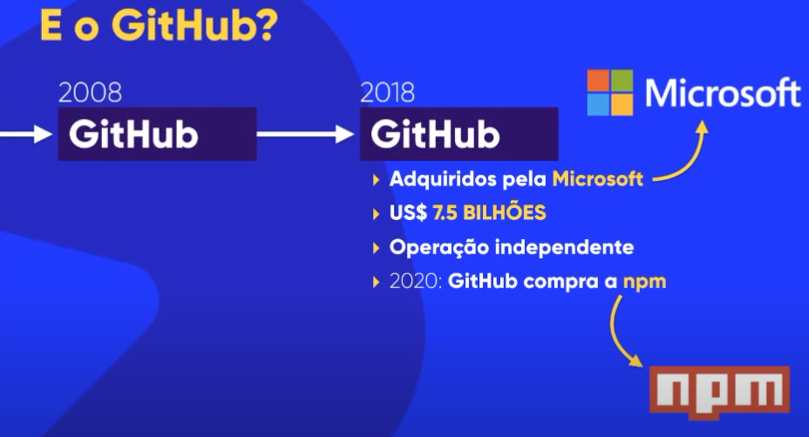 E o GitHub?
2008
GitHub
2018
GitHub
Microsoft
Adquiridos pela Microsoft
US$ 7.5 BILHÕES
Operação independente
2020: GitHub compra a npm
npm